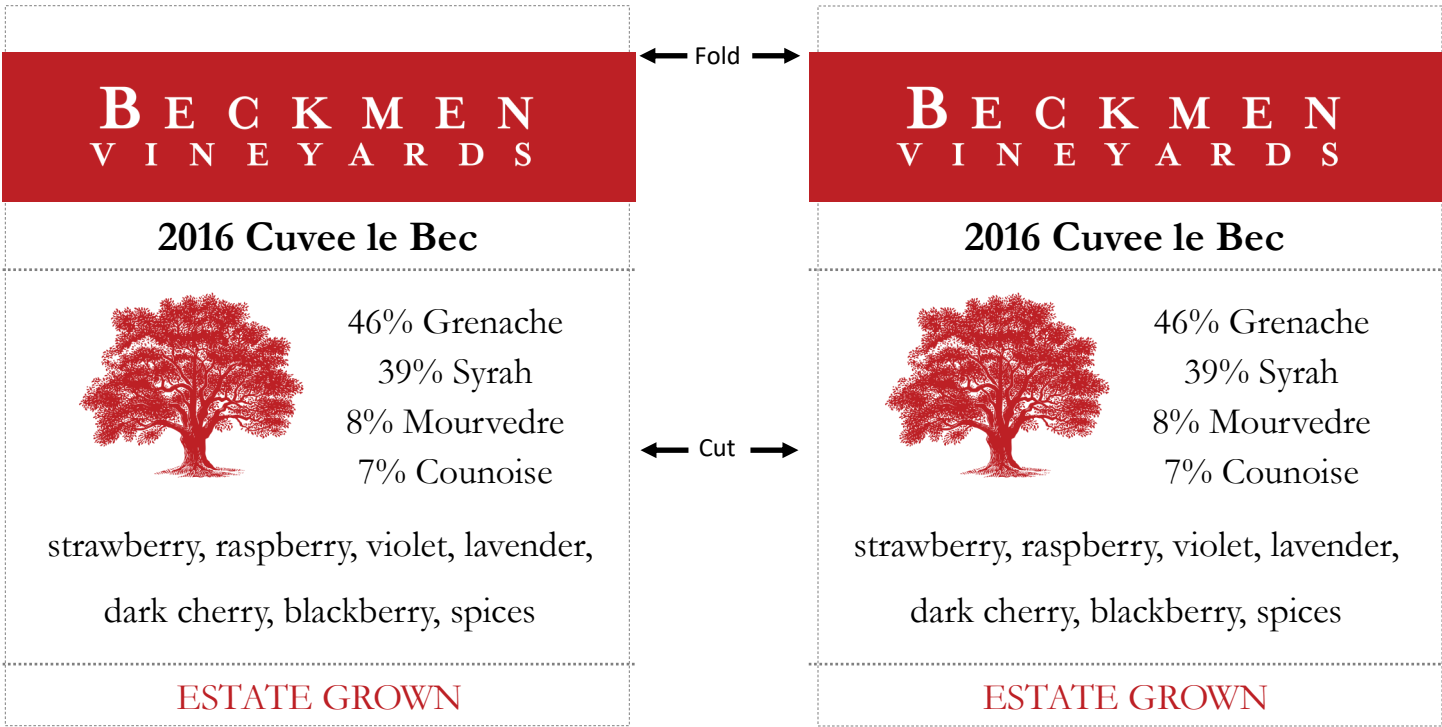 BECKMEN
VINEYARDS
2016 Cuvee le Bec
46% Grenache
39% Syrah
8% Mourvedre
7% Counoise
strawberry, raspberry, violet, lavender,
dark cherry, blackberry, spices
ESTATE GROWN
Fold
Cut
BECKMEN
VINEYARDS
2016 Cuvee le Bec
46% Grenache
39% Syrah
8% Mourvedre
7% Counoise
strawberry, raspberry, violet, lavender,
dark cherry, blackberry, spices
ESTATE GROWN